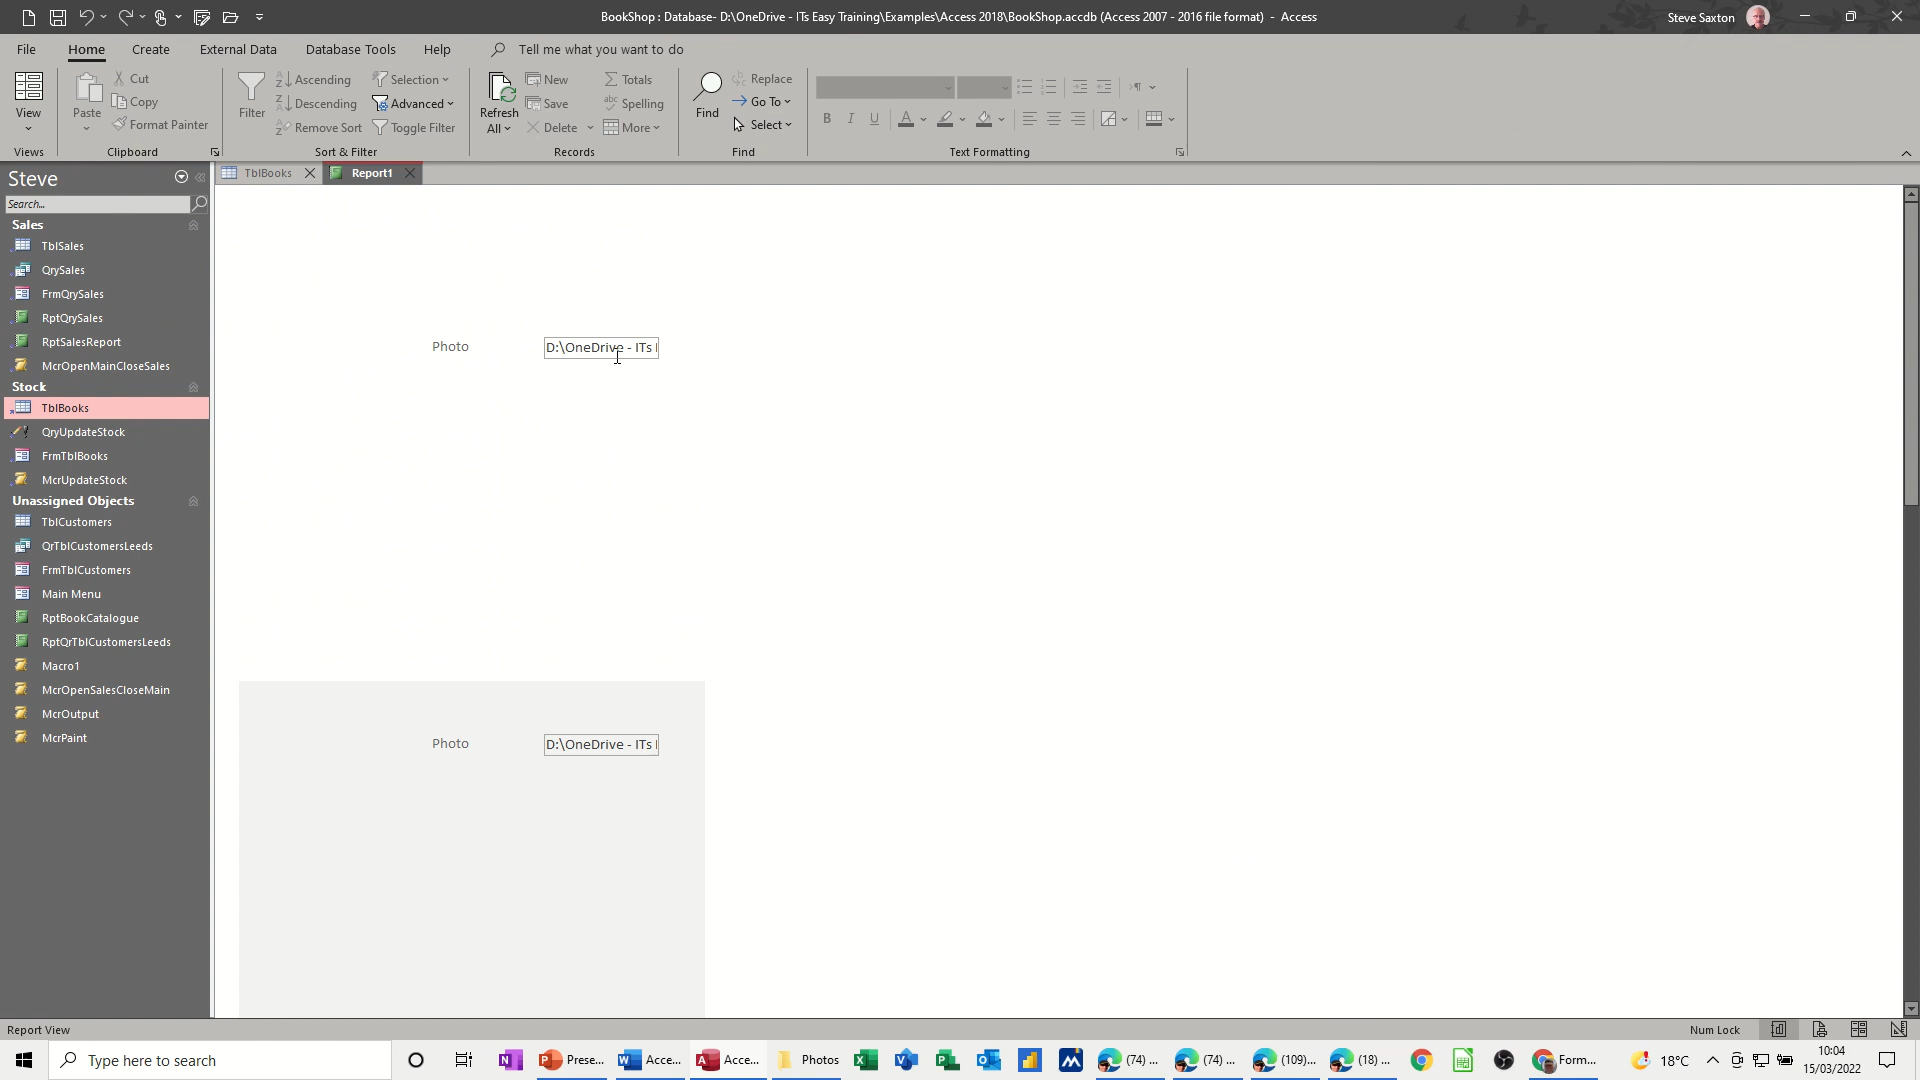 BookShop : Database- D:\OneDrive - ITs Easy Training\Examples\Access 2018\BookShop.accdb (Access 2007 - 2016 file format) - Access
Steve Saxton
File Home Create External Data Database Tools Help Tell me what you want to do
View
Views
Paste
Cut
Copy
Format Painter
Clipboard
Filter
Ascending
Descending
Remove Sort
Selection
Advanced
Toggle Filter
Sort & Filter
Refresh
All
New
Save
Delete
Totals
Spelling
More
Records
Find
Replace
Go To
Select
Find
B I U A
Text Formatting
Steve
Search...
Sales
TblSales
QrySales
FrmQrySales
RptQrySales
RptSalesReport
McrOpenMainCloseSales
Stock
TblBooks
QryUpdateStock
FrmTblBooks
McrUpdateStock
Unassigned Objects
TblCustomers
QrTblCustomersLeeds
FrmTblCustomers
Main Menu
RptBookCatalogue
RptQrTblCustomersLeeds
Macro1
McrOpenSalesCloseMain
McrOutput
McrPaint
TblBooks
Report1
Photo D:\OneDrive - ITs
Photo D:\OneDrive - ITs
Report View
Num Lock
Type here to search
Prese...
Acce...
Acce...
Photos
(74) ...
(74) ...
(109)...
(18) ...
Form...
18°C
10:04
15/03/2022